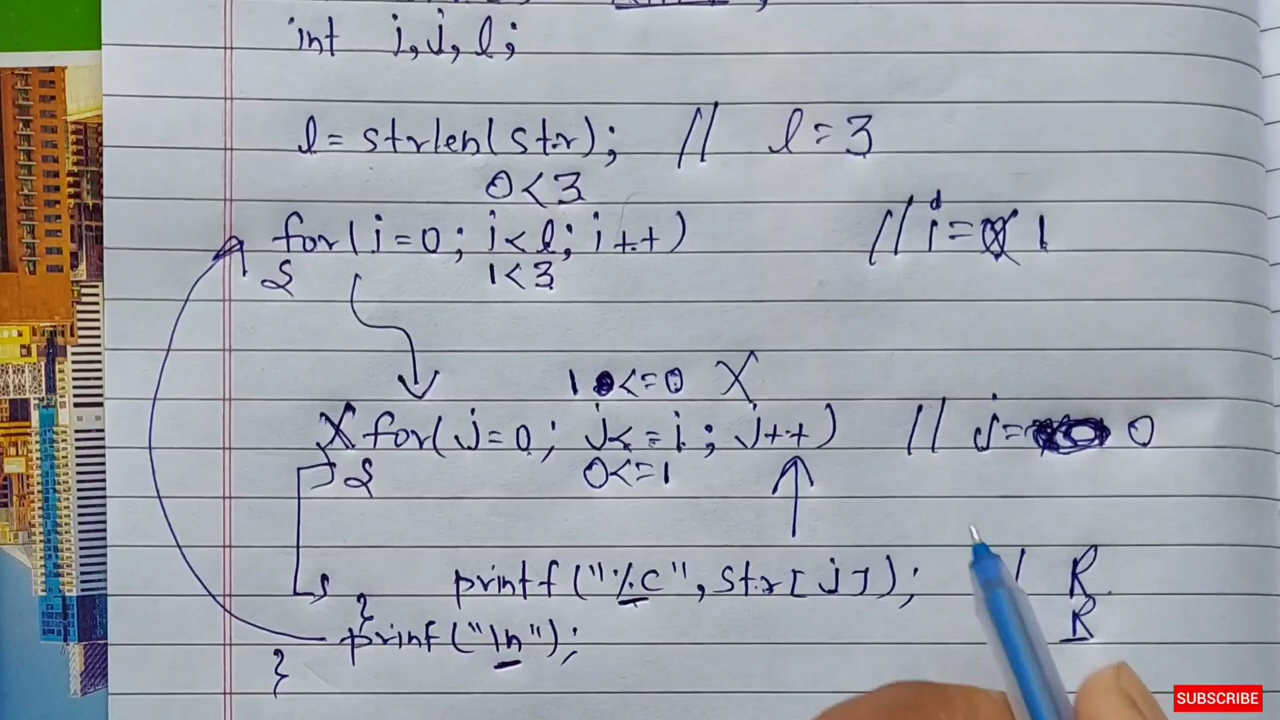 int i, j, l;
l = strlen(str); // l = 3
0 < 3
for(i=0; i<l; i++) // i = 1
{ 1<3
1 <=0 X
X for(j=0; j<=i; j++) // j = 0
{ 0<=1
printf("%c", str[j]); / R
} R
prinf("\n");
}
SUBSCRIBE